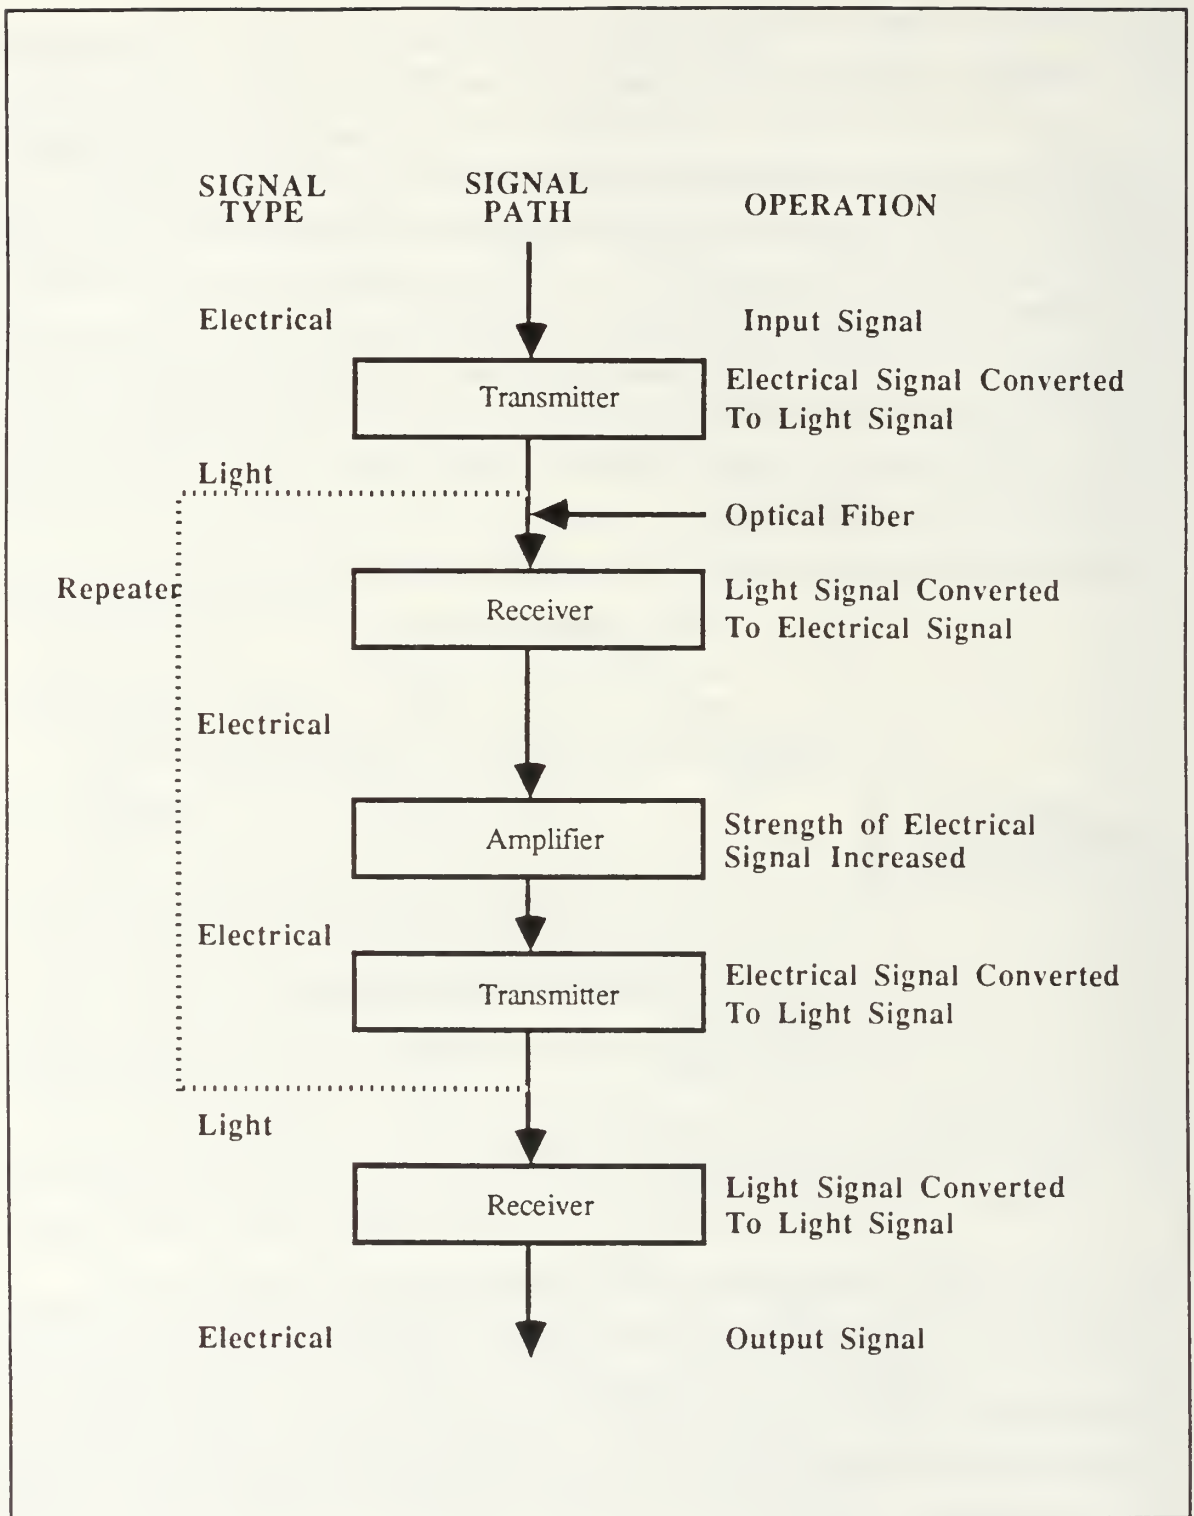 SIGNAL TYPE
SIGNAL PATH
OPERATION
Electrical
Input Signal
Transmitter
Electrical Signal Converted
To Light Signal
Light
Optical Fiber
Repeater
Receiver
Light Signal Converted
To Electrical Signal
Electrical
Amplifier
Strength of Electrical
Signal Increased
Electrical
Transmitter
Electrical Signal Converted
To Light Signal
Light
Receiver
Light Signal Converted
To Light Signal
Electrical
Output Signal